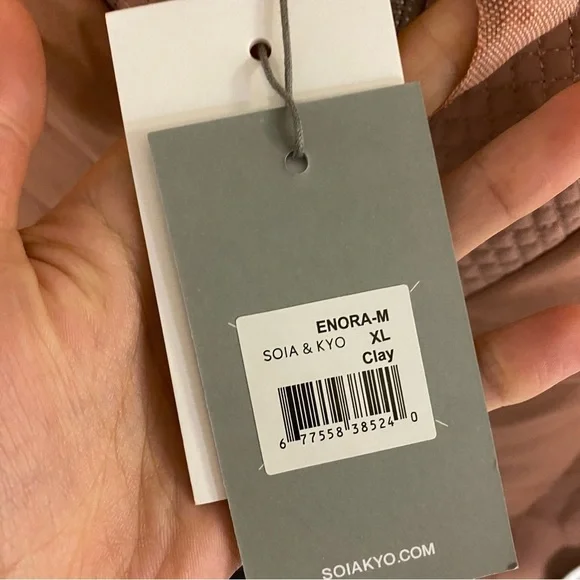 ENORA-M
SOIA & KYO XL
Clay
6 77558 38524 0
SOIAKYO.COM